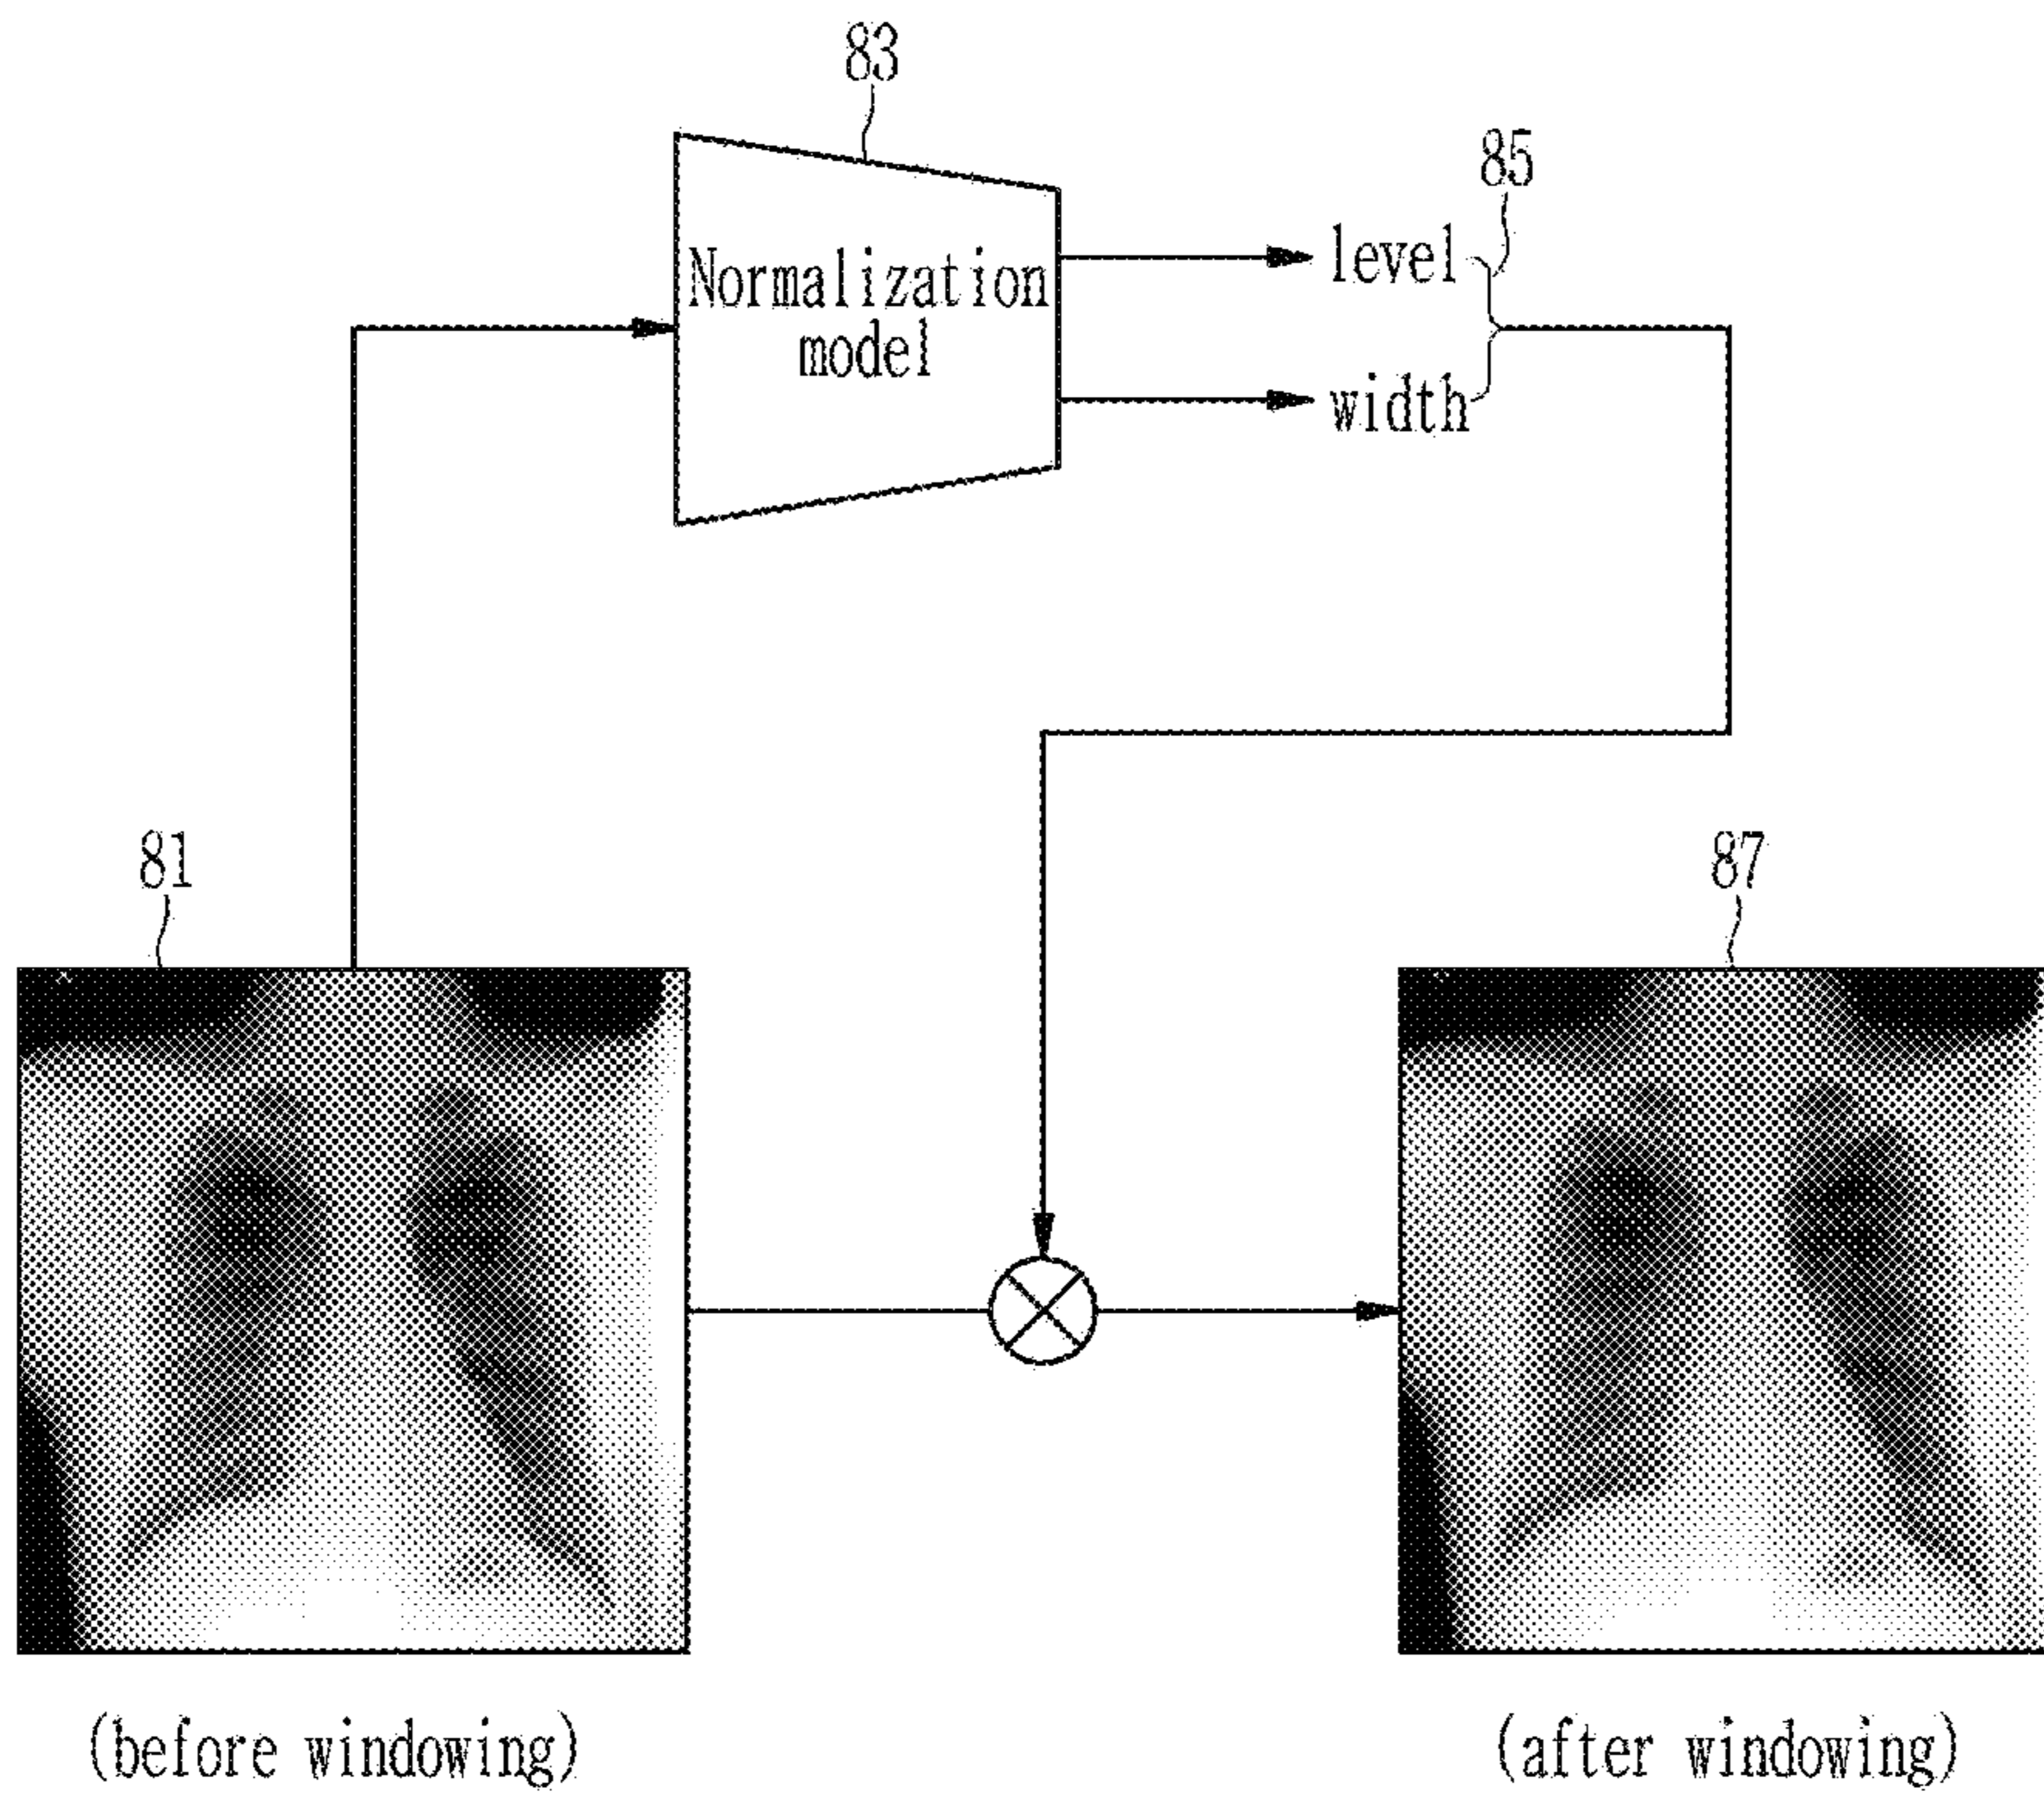 83
85
level
Normalization
model
width
81
87
(before windowing)
(after windowing)